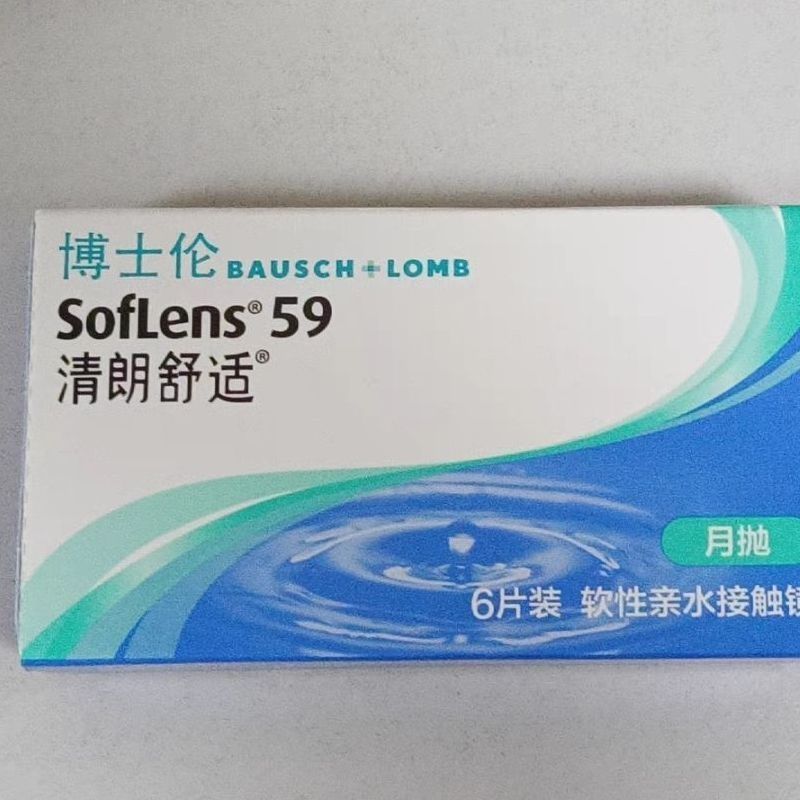 博士伦 BAUSCH + LOMB
SofLens® 59
清朗舒适®
月抛
6片装 软性亲水接触镜